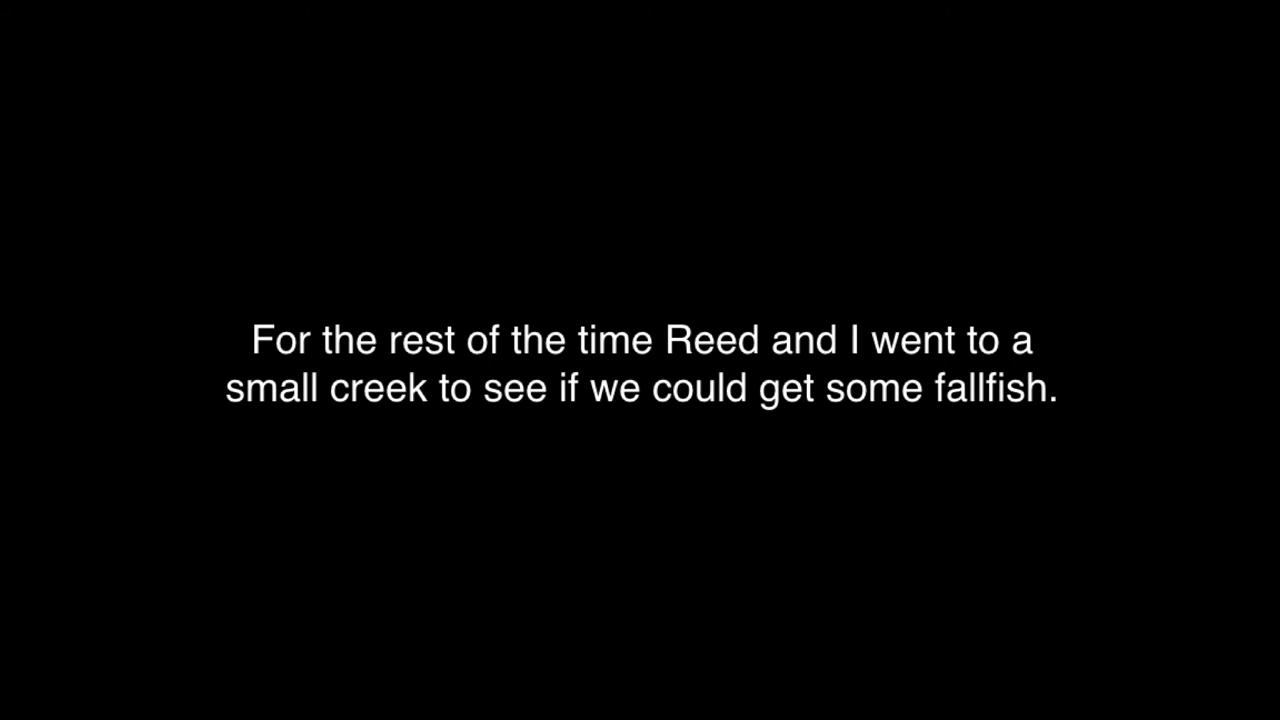 For the rest of the time Reed and I went to a
small creek to see if we could get some fallfish.